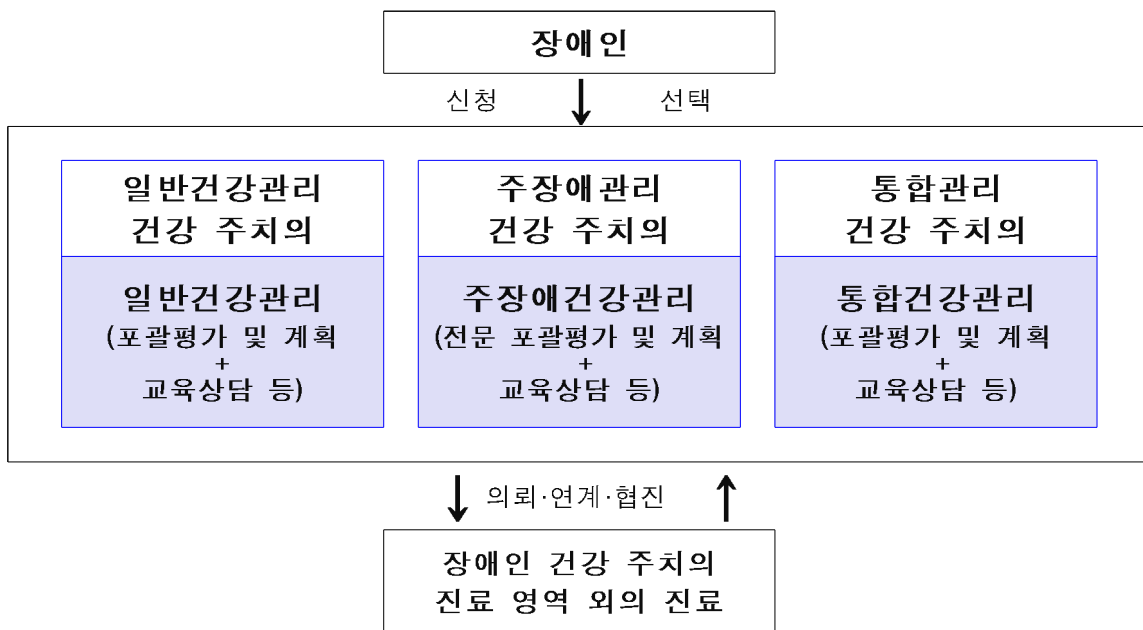 장애인
신청 선택
일반건강관리
건강 주치의
일반건강관리
(포괄평가 및 계획
+
교육상담 등)
주장애관리
건강 주치의
주장애건강관리
(전문 포괄평가 및 계획
+
교육상담 등)
통합관리
건강 주치의
통합건강관리
(포괄평가 및 계획
+
교육상담 등)
의뢰·연계·협진
장애인 건강 주치의
진료 영역 외의 진료